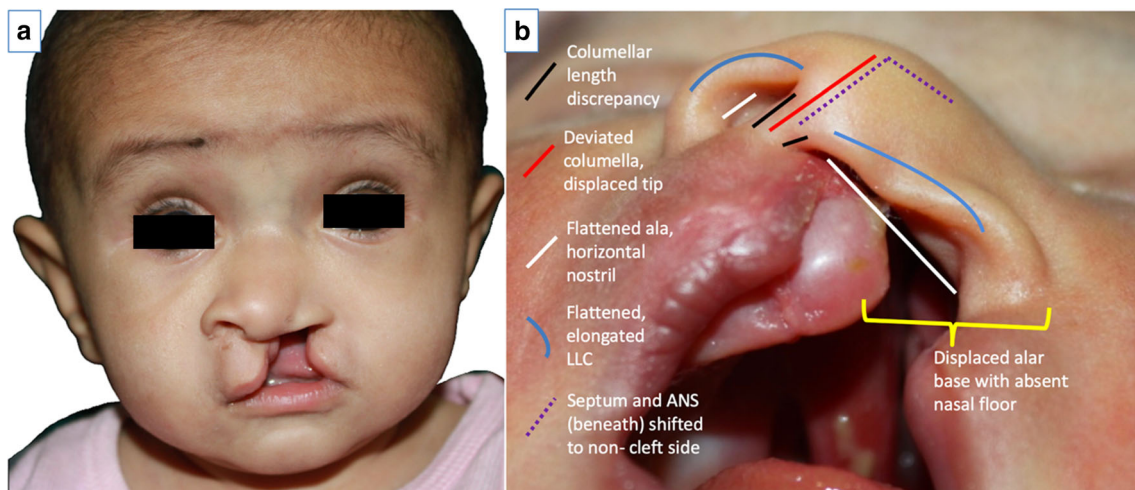 a
b
Columellar
length
discrepancy
Deviated
columella,
displaced tip
Flattened ala,
horizontal
nostril
Flattened,
elongated
LLC
Septum and ANS
(beneath) shifted
to non- cleft side
Displaced alar
base with absent
nasal floor